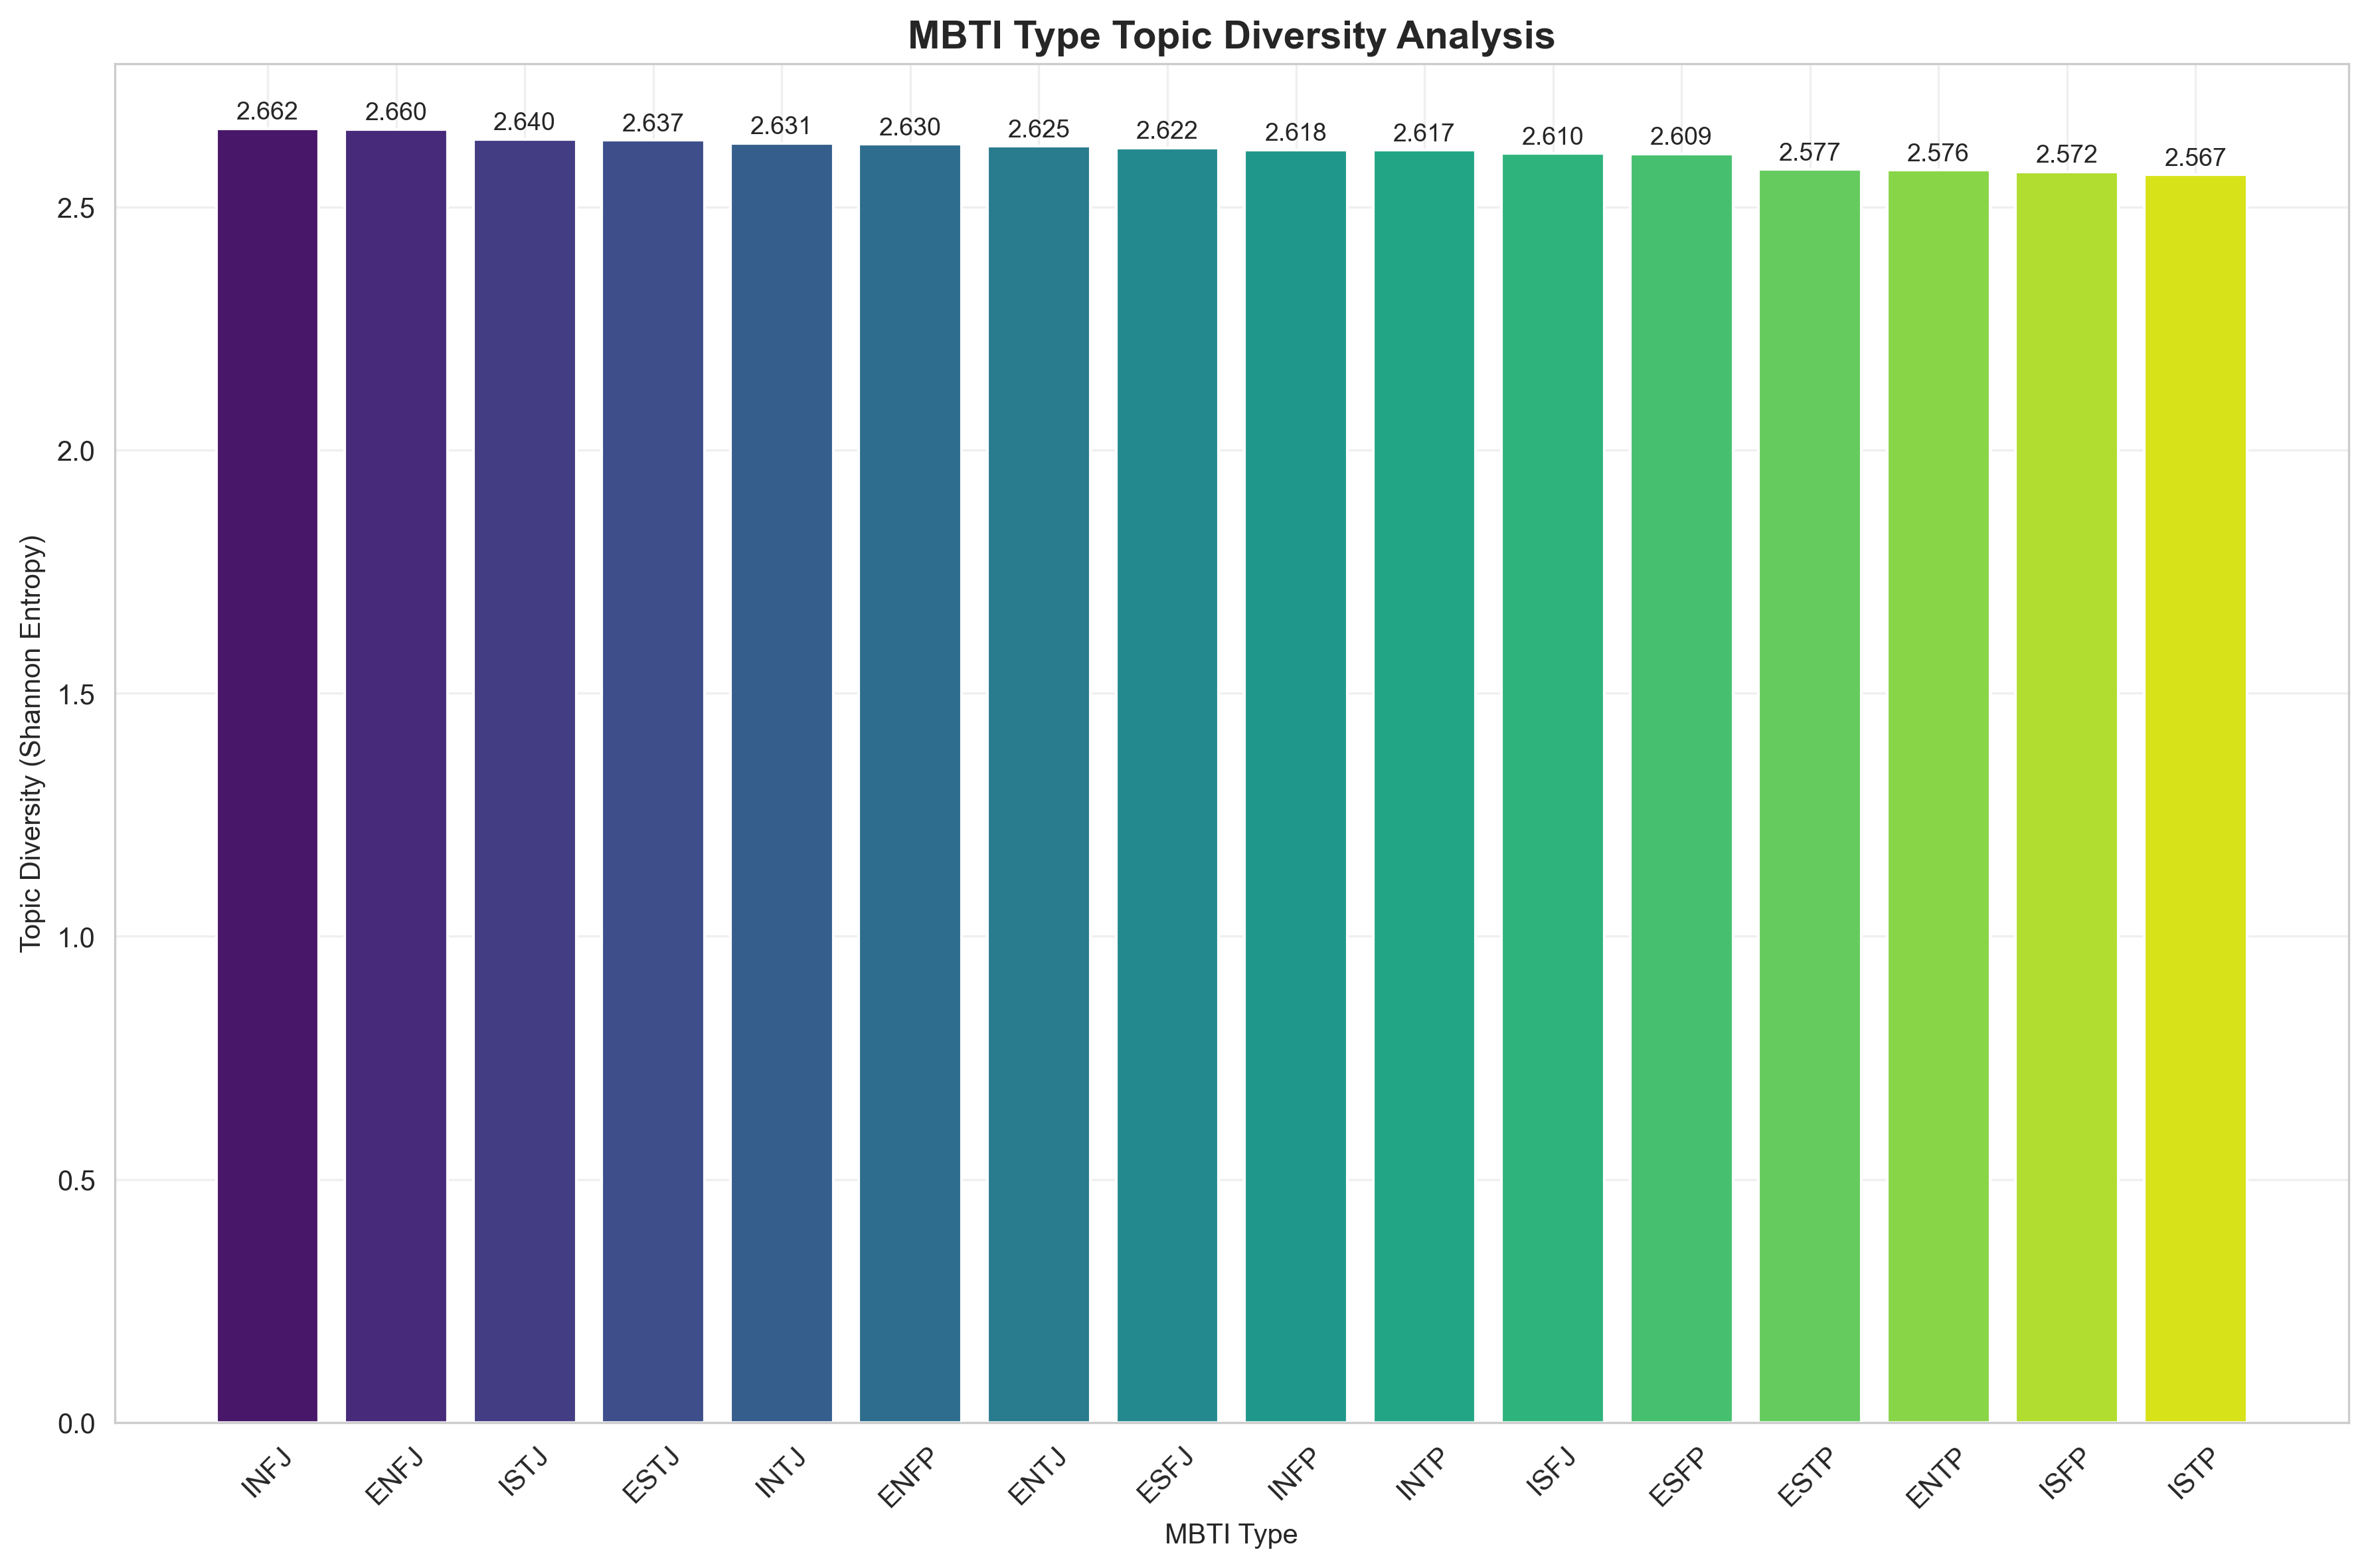 MBTI Type Topic Diversity Analysis
2.662 2.660 2.640 2.637 2.631 2.630 2.625 2.622 2.618 2.617 2.610 2.609 2.577 2.576 2.572 2.567
2.5
2.0
1.5
1.0
0.5
0.0
Topic Diversity (Shannon Entropy)
INFJ ENFJ ISTJ ESTJ INTJ ENFP ENTJ ESFJ INFP INTP ISFJ ESFP ESTP ENTP ISFP ISTP
MBTI Type